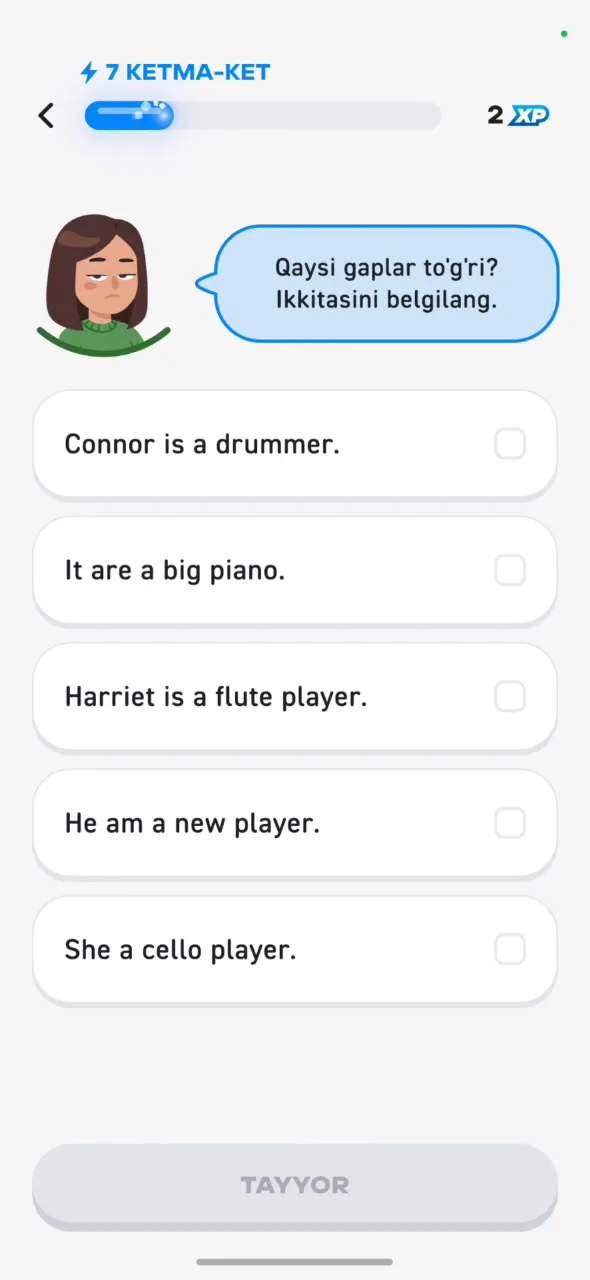 7 KETMA-KET
2 XP
Qaysi gaplar to'g'ri?
Ikkitasini belgilang.
Connor is a drummer.
It are a big piano.
Harriet is a flute player.
He am a new player.
She a cello player.
TAYYOR